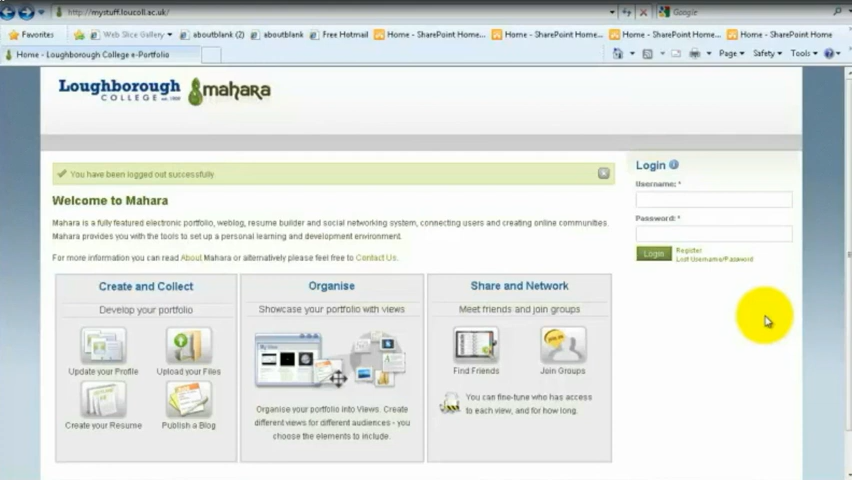 http://mystuff.loucoll.ac.uk/
Google
Favorites
Web Slice Gallery
aboutblank (2)
aboutblank
Free Hotmail
Home - SharePoint Home...
Home - SharePoint Home...
Home - SharePoint Home...
Home - SharePoint Home
Home - Loughborough College e-Portfolio
Page
Safety
Tools
Loughborough
COLLEGE
mahara
You have been logged out successfully
Welcome to Mahara
Mahara is a fully featured electronic portfolio, weblog, resume builder and social networking system, connecting users and creating online communities.
Mahara provides you with the tools to set up a personal learning and development environment.
For more information you can read About Mahara or alternatively please feel free to Contact Us.
Create and Collect
Develop your portfolio
Update your Profile
Upload your Files
Create your Resume
Publish a Blog
Organise
Showcase your portfolio with views
My View
Organise your portfolio into Views. Create
different views for different audiences - you
choose the elements to include.
Share and Network
Meet friends and join groups
Find Friends
Join Groups
You can fine-tune who has access
to each view, and for how long.
Login
Username: *
Password: *
Login
Register
Lost Username/Password